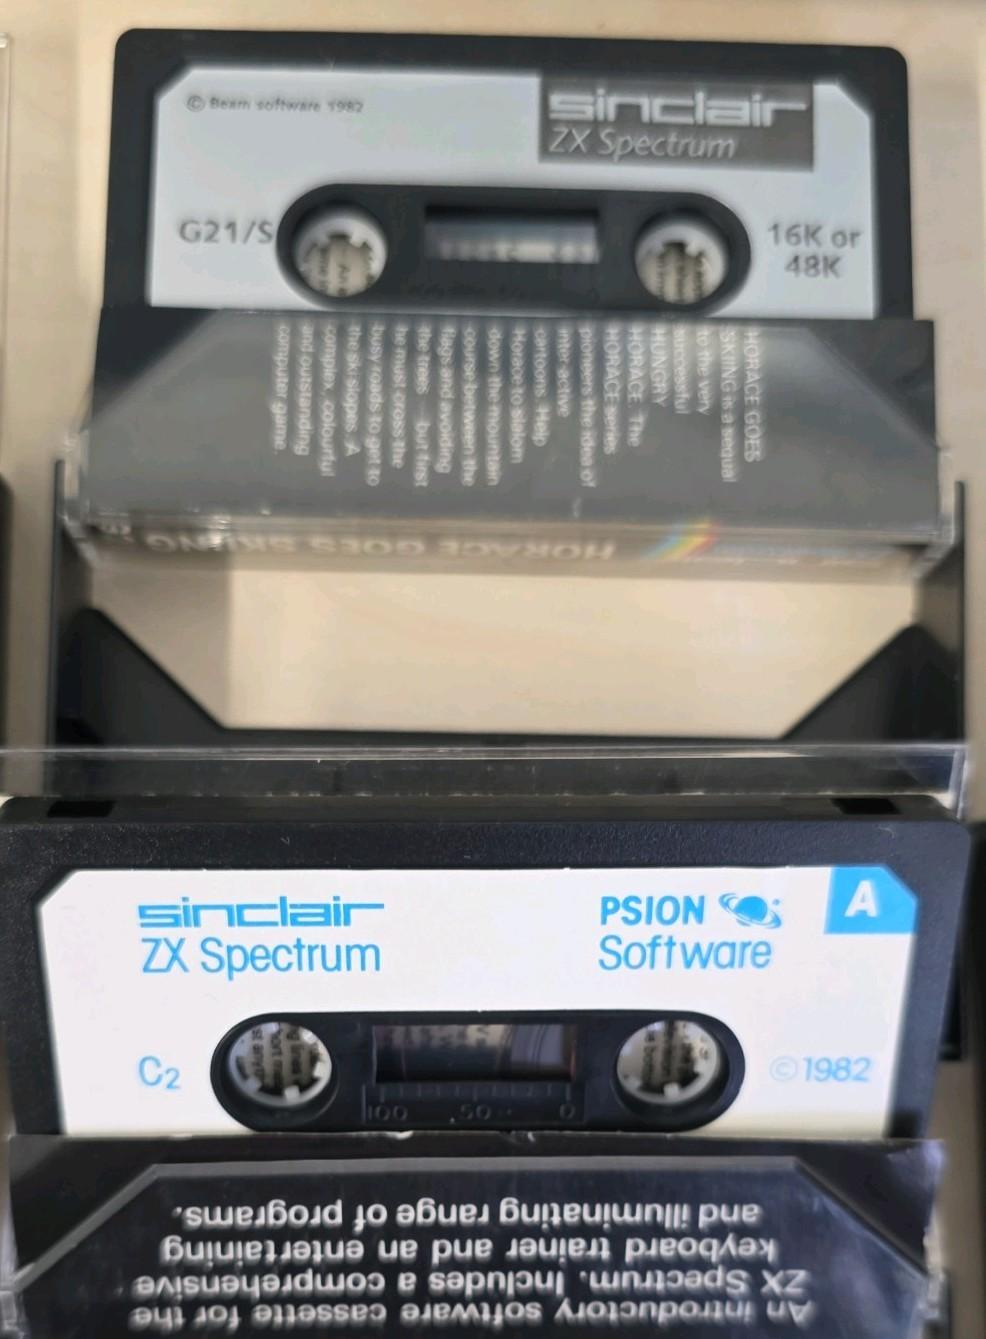 © Beam software 1982
sinclair
ZX Spectrum
G21/S
16K or
48K
HORACE GOES
SKIING is a sequal
to the very
successful
HUNGRY
HORACE. The
HORACE series
pioneers the idea of
inter-active
cartoons. Help
Horace to slalom
down the mountain
course between the
flags and avoiding
the trees — but first
he must cross the
busy roads to get to
the ski slopes. A
complex, colourful
and outstanding
computer game.
HORACE GOES SKIING
sinclair
ZX Spectrum
PSION
Software
A
C2
©1982
100 50 0
An introductory software cassette for the
ZX Spectrum. Includes a comprehensive
keyboard trainer and an entertaining
and illuminating range of programs.